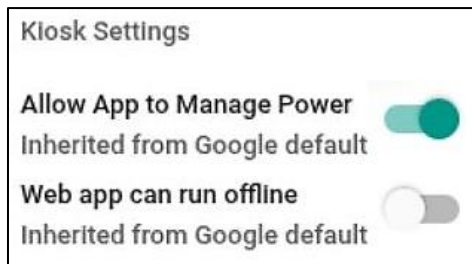 Kiosk Settings
Allow App to Manage Power
Inherited from Google default
Web app can run offline
Inherited from Google default